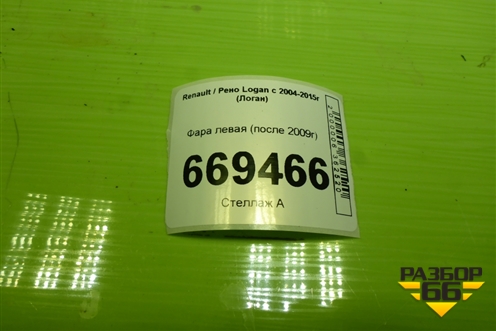 Renault / Рено Logan с 2004-2015г
(Логан)
Фара левая (после 2009г)
669466
Стеллаж А
РАЗБОР
66